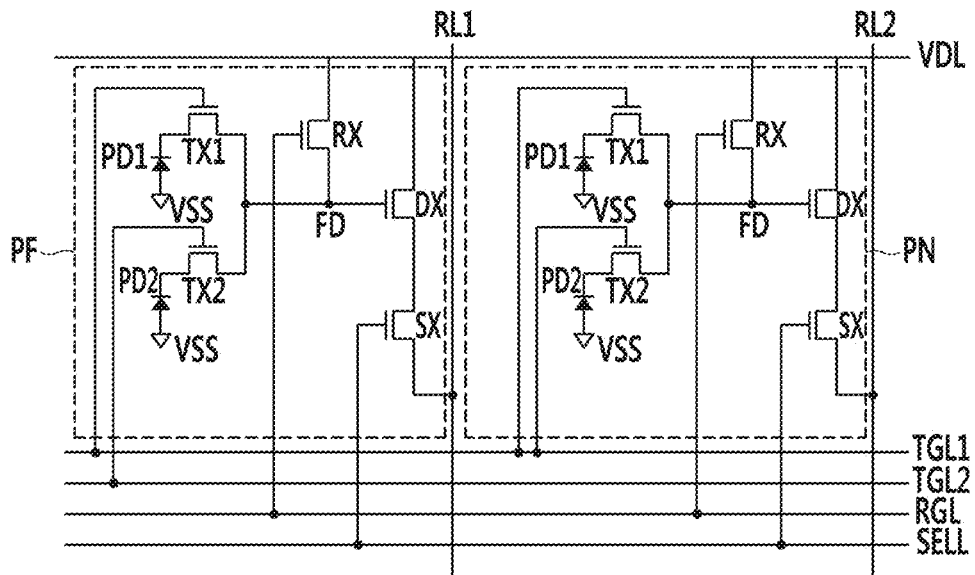 RL1
RL2
VDL
PD1
TX1
RX
VSS
FD
DX
PF
PD2
TX2
VSS
SX
PD1
TX1
RX
VSS
FD
DX
PN
PD2
TX2
VSS
SX
TGL1
TGL2
RGL
SELL